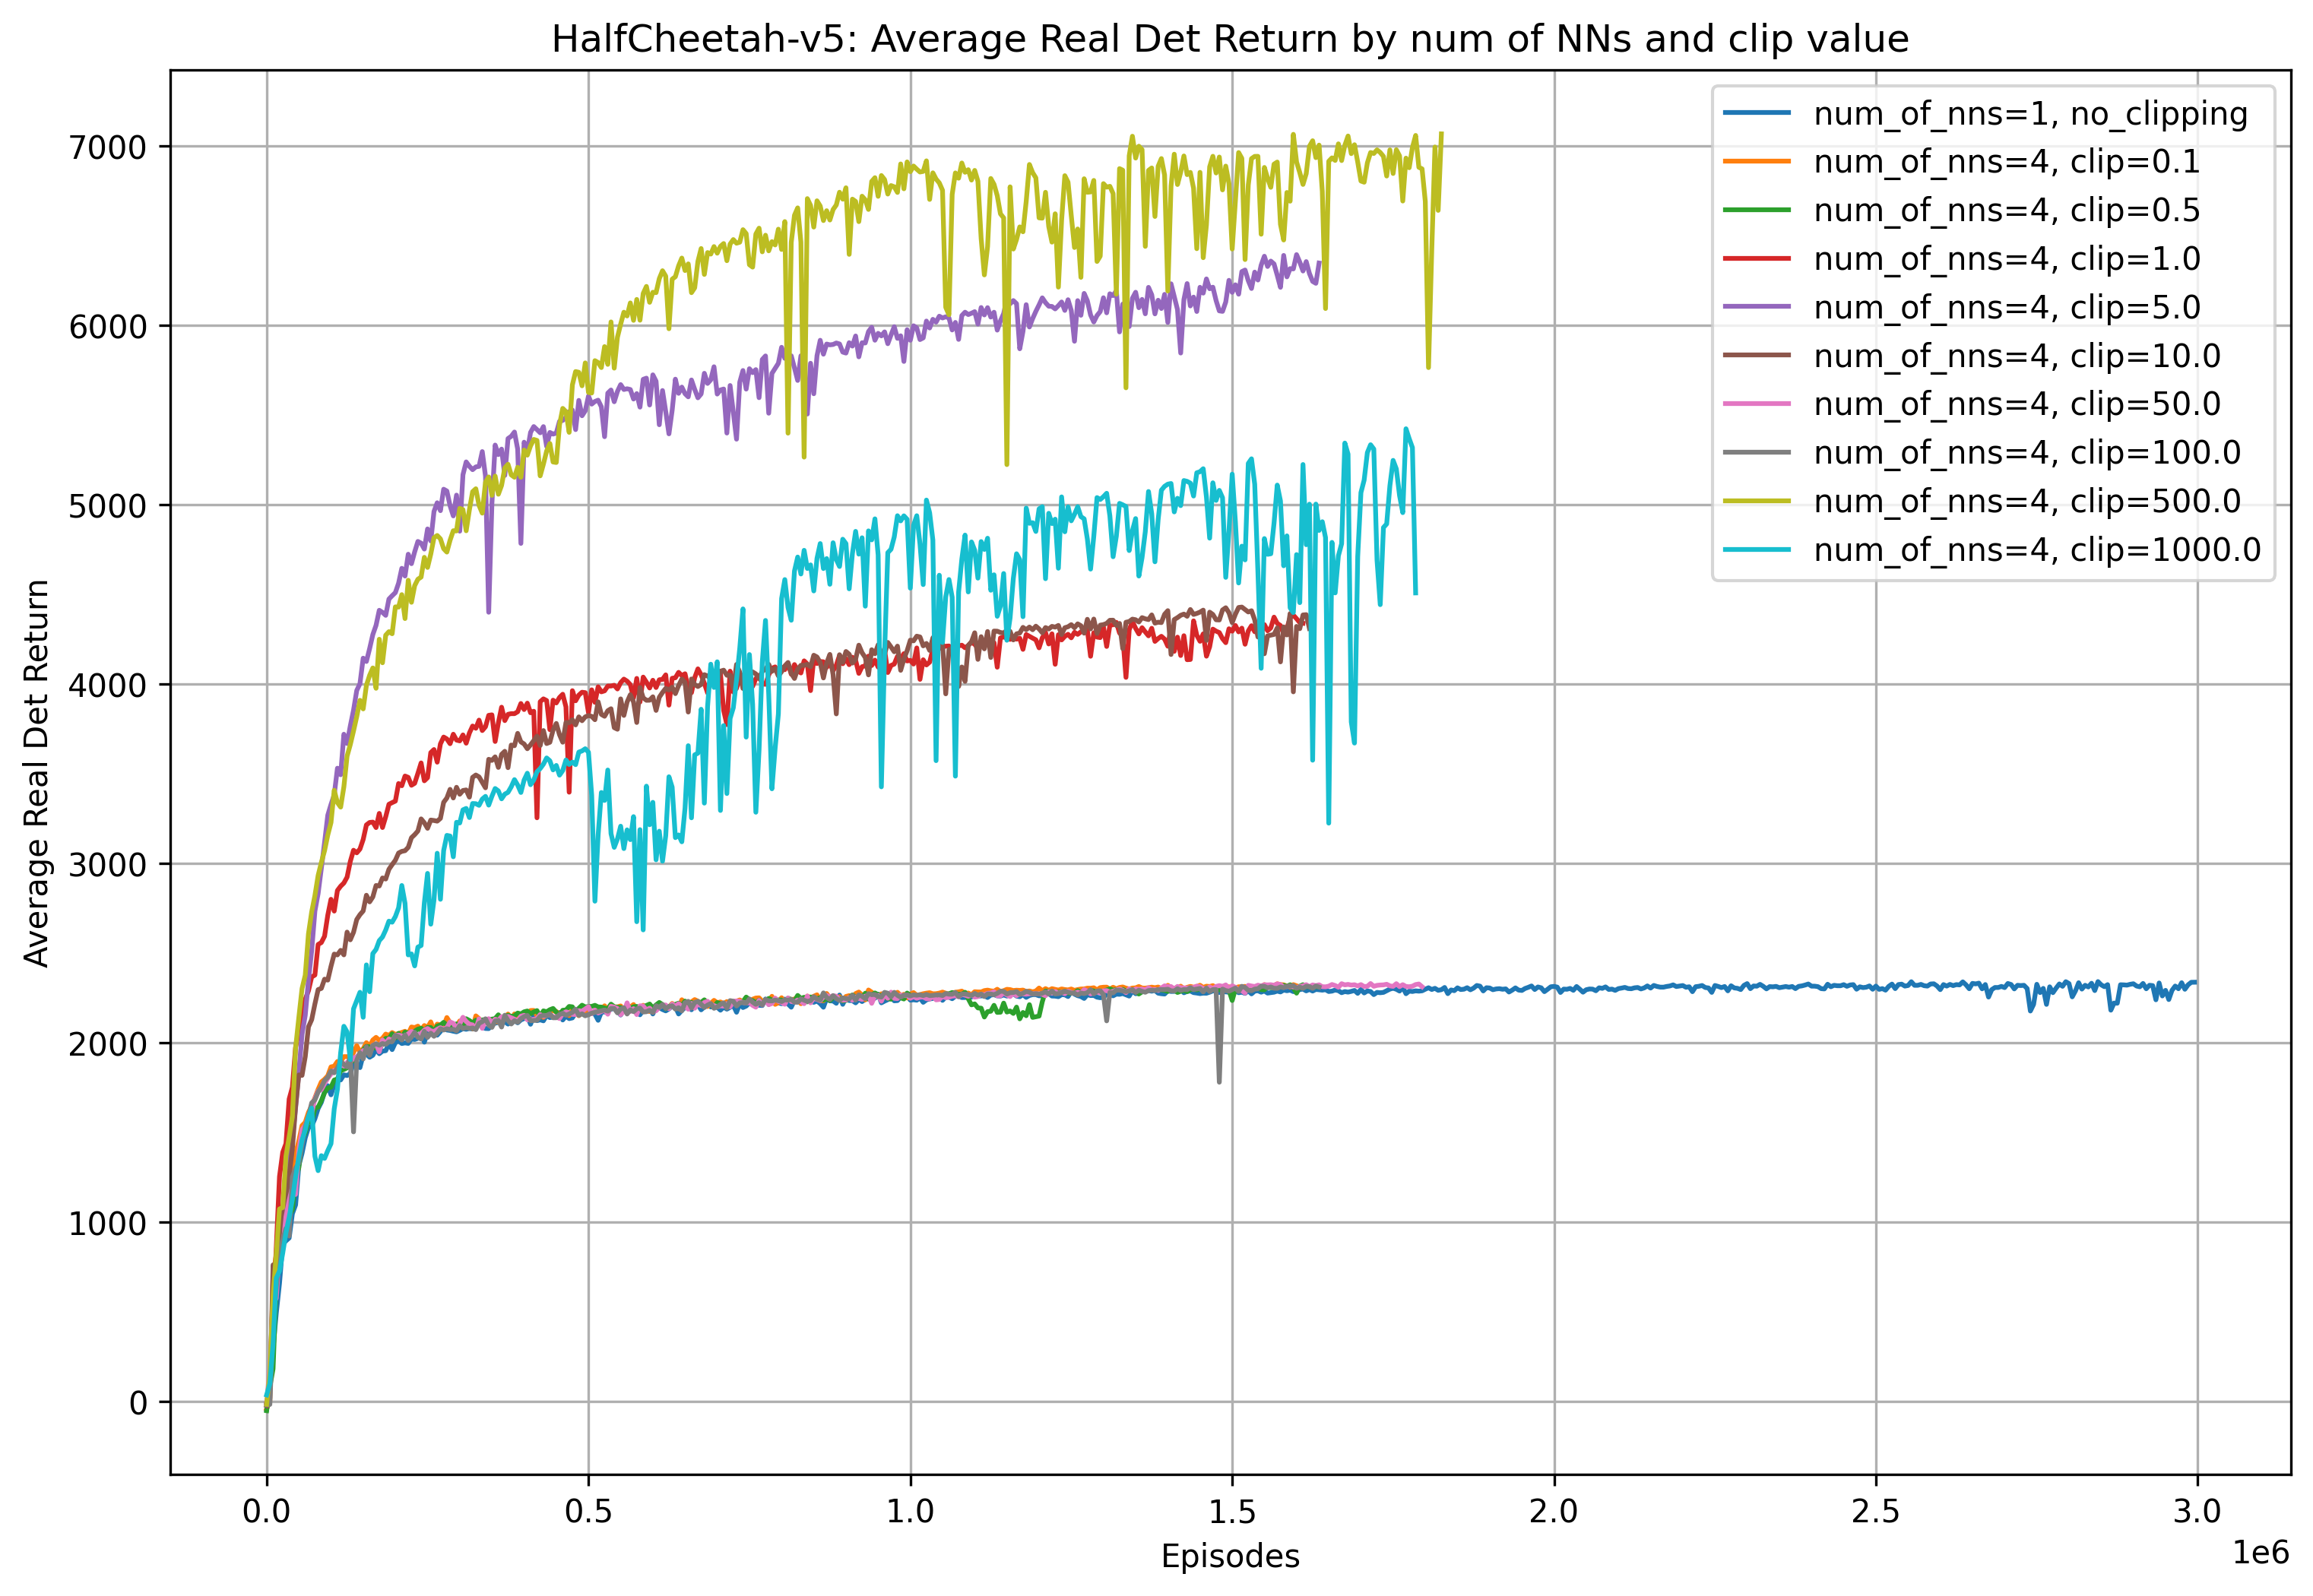 HalfCheetah-v5: Average Real Det Return by num of NNs and clip value
Average Real Det Return
7000
6000
5000
4000
3000
2000
1000
0
num_of_nns=1, no_clipping
num_of_nns=4, clip=0.1
num_of_nns=4, clip=0.5
num_of_nns=4, clip=1.0
num_of_nns=4, clip=5.0
num_of_nns=4, clip=10.0
num_of_nns=4, clip=50.0
num_of_nns=4, clip=100.0
num_of_nns=4, clip=500.0
num_of_nns=4, clip=1000.0
0.0 0.5 1.0 1.5 2.0 2.5 3.0
1e6
Episodes